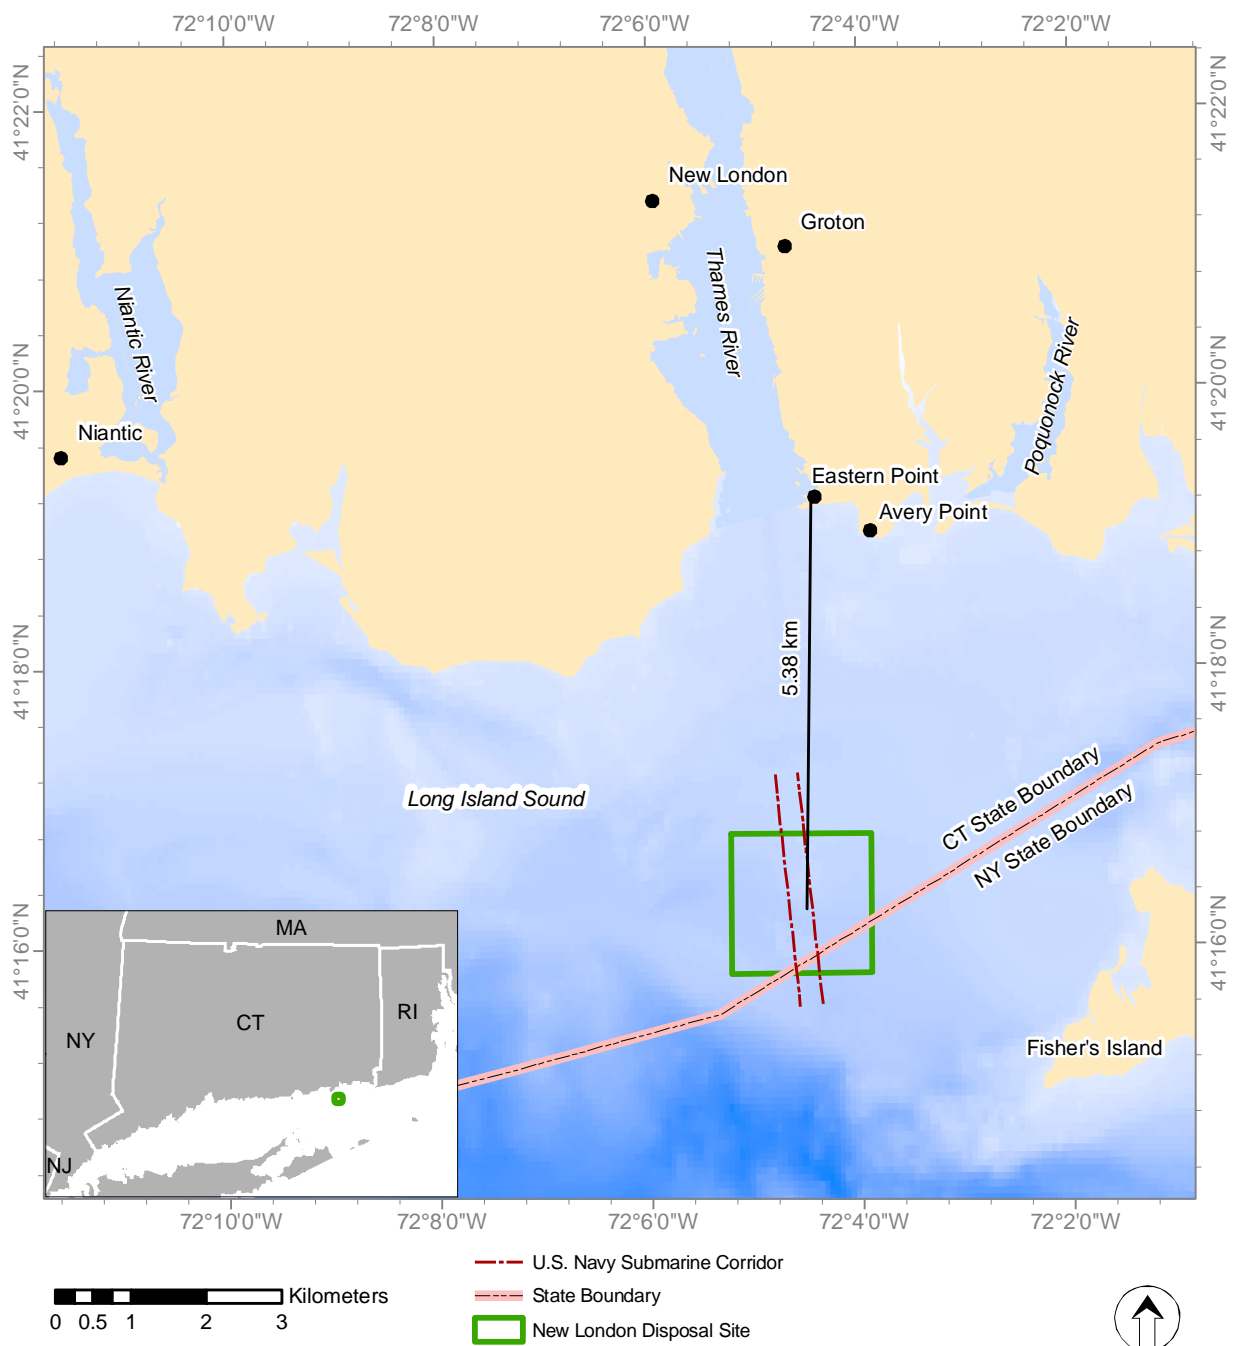 72°10'0"W 72°8'0"W 72°6'0"W 72°4'0"W 72°2'0"W
41°22'0"N
41°22'0"N
New London
Groton
Thames River
Niantic River
Poquonock River
41°20'0"N
41°20'0"N
Niantic
Eastern Point
Avery Point
41°18'0"N
41°18'0"N
5.38 km
Long Island Sound
CT State Boundary
NY State Boundary
41°16'0"N
41°16'0"N
MA
NY
CT
RI
NJ
Fisher's Island
72°10'0"W 72°8'0"W 72°6'0"W 72°4'0"W 72°2'0"W
U.S. Navy Submarine Corridor
Kilometers
0 0.5 1 2 3
State Boundary
New London Disposal Site